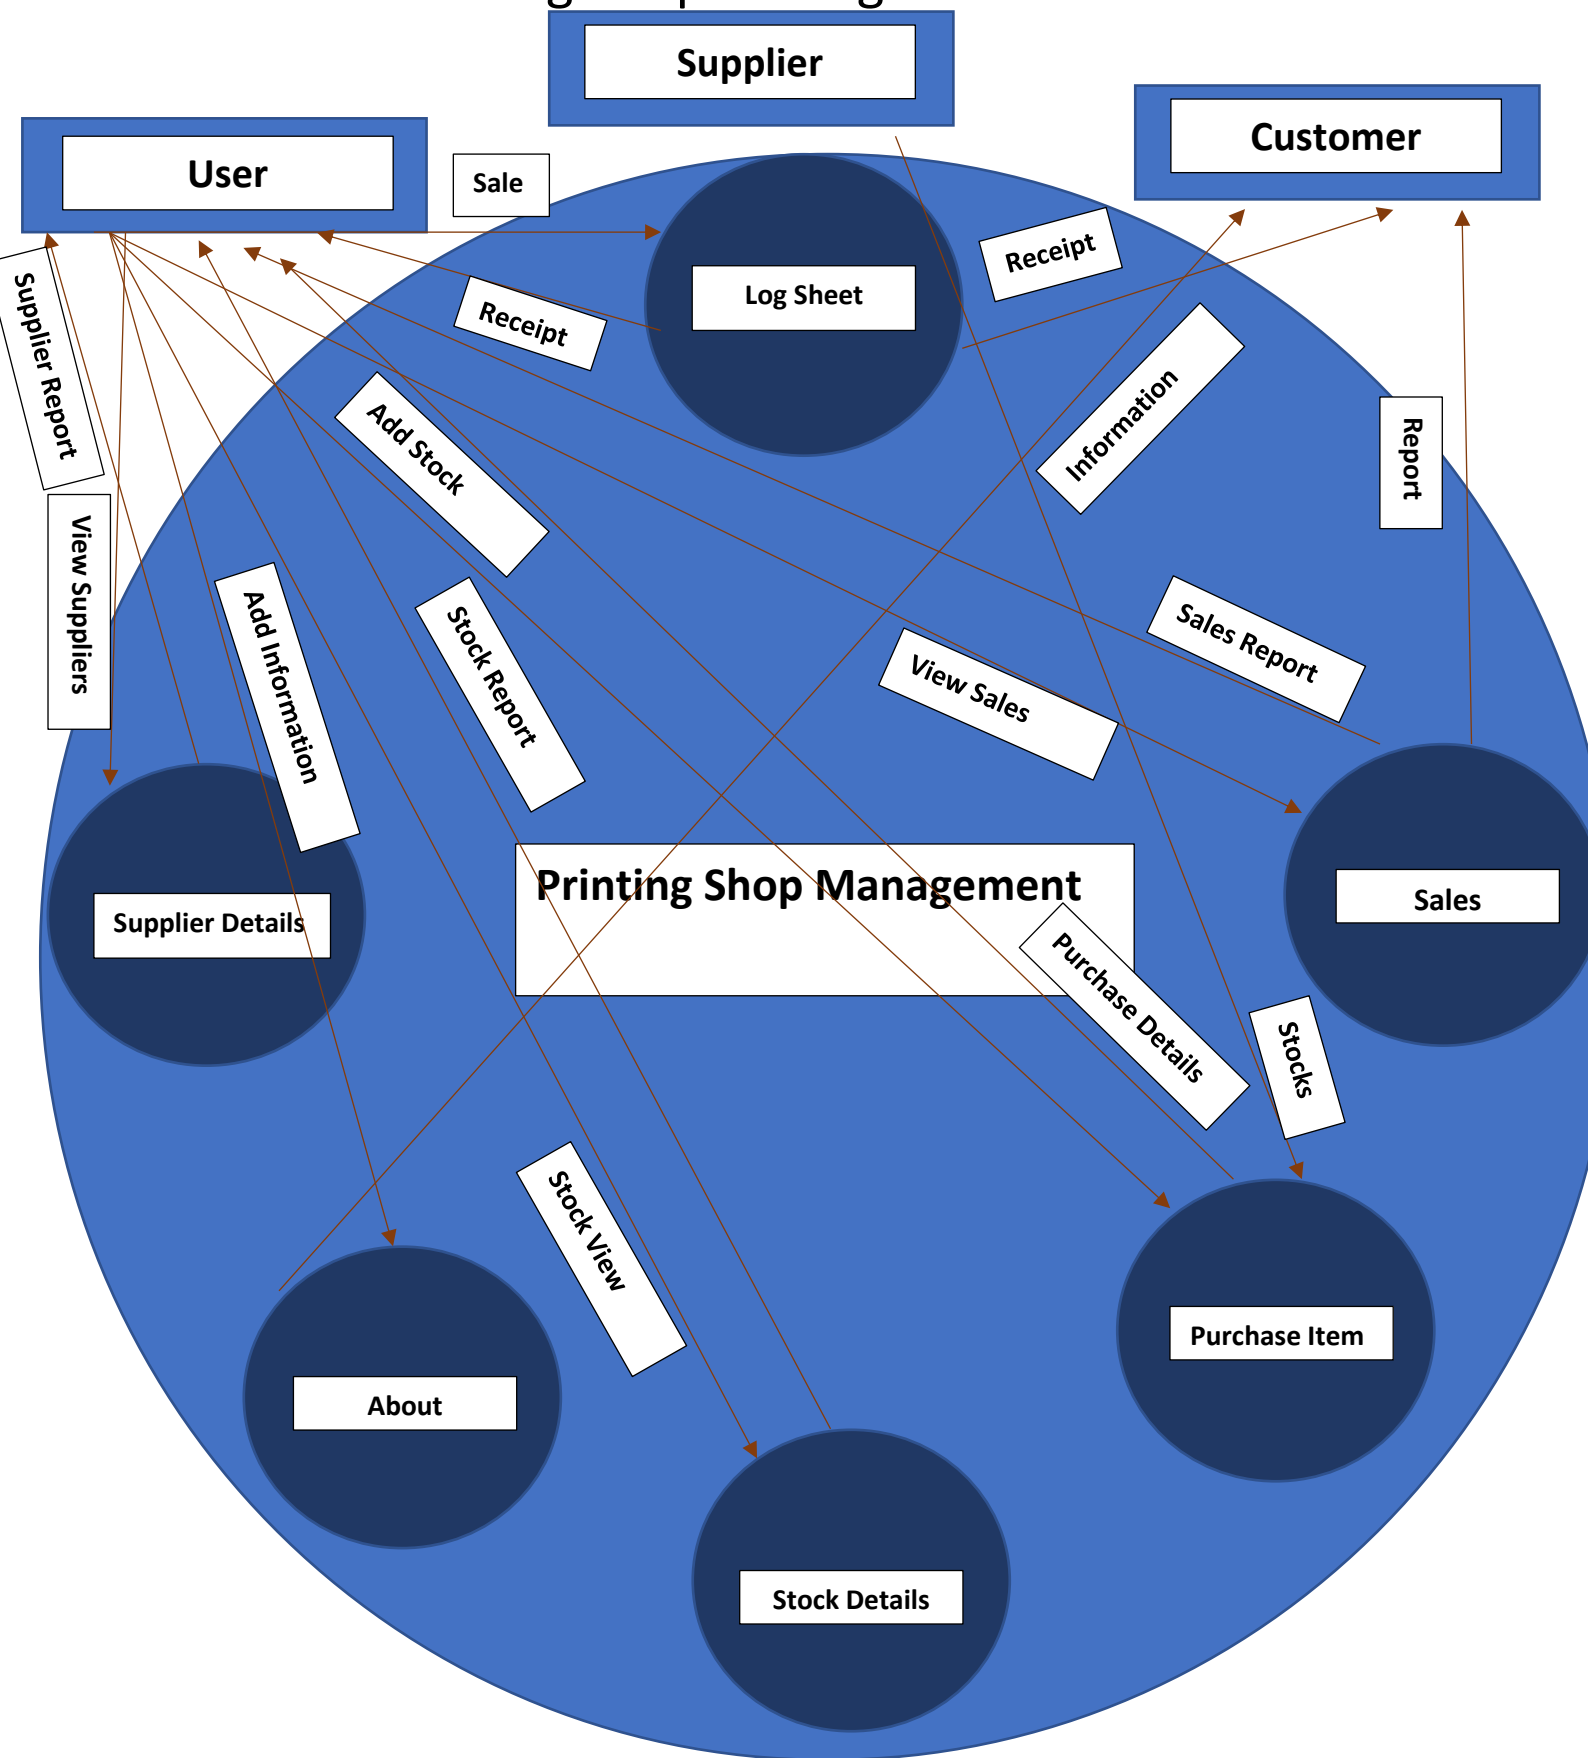 Supplier
Customer
User
Sale
Receipt
Log Sheet
Receipt
Supplier Report
Add Stock
Information
Report
View Suppliers
Add Information
Stock Report
View Sales
Sales Report
Printing Shop Management
Supplier Details
Sales
Purchase Details
Stocks
Stock View
Purchase Item
About
Stock Details